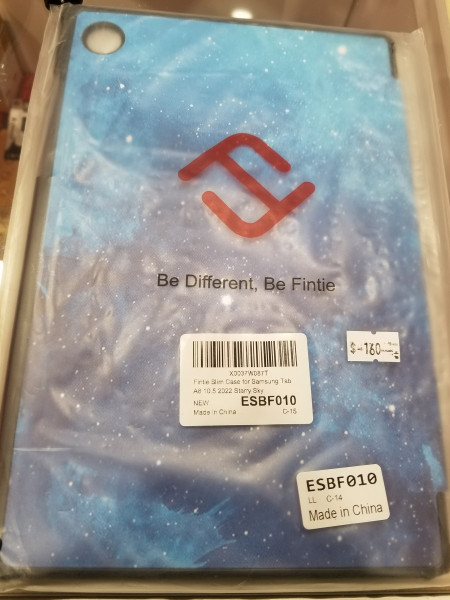 Be Different, Be Fintie
$-160
Fintie Slim Case for Samsung Tab
A8 10.5 2022 Starry Sky
NEW ESBF010
Made in China C-15
ESBF010
LL C-14
Made in China